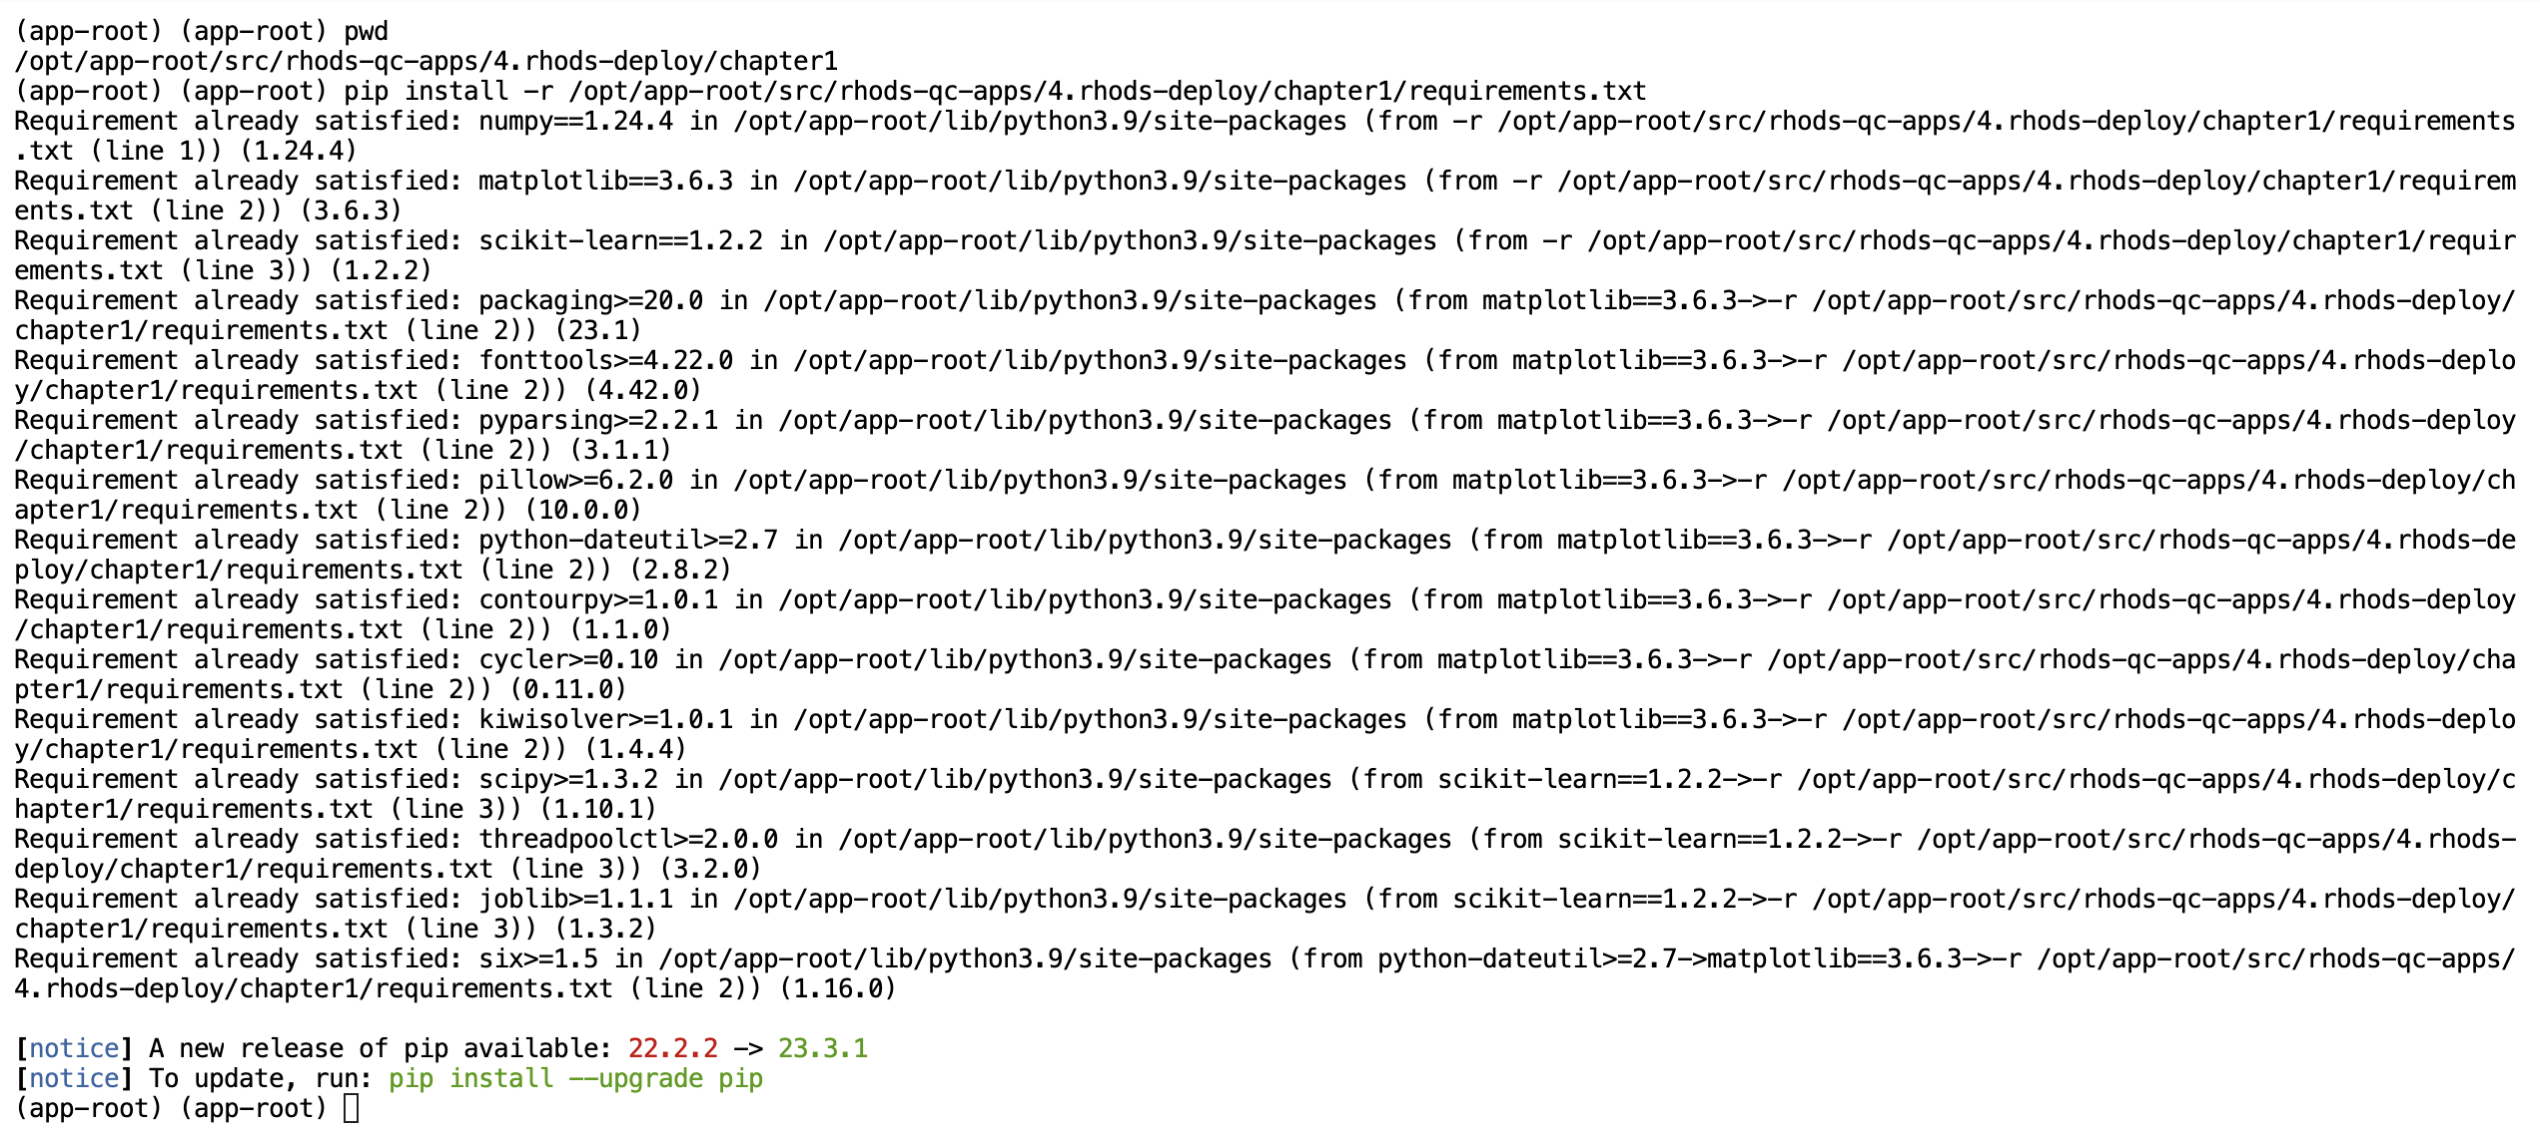 (app-root) (app-root) pwd
/opt/app-root/src/rhods-qc-apps/4.rhods-deploy/chapter1
(app-root) (app-root) pip install -r /opt/app-root/src/rhods-qc-apps/4.rhods-deploy/chapter1/requirements.txt
Requirement already satisfied: numpy==1.24.4 in /opt/app-root/lib/python3.9/site-packages (from -r /opt/app-root/src/rhods-qc-apps/4.rhods-deploy/chapter1/requirements
.txt (line 1)) (1.24.4)
Requirement already satisfied: matplotlib==3.6.3 in /opt/app-root/lib/python3.9/site-packages (from -r /opt/app-root/src/rhods-qc-apps/4.rhods-deploy/chapter1/requirem
ents.txt (line 2)) (3.6.3)
Requirement already satisfied: scikit-learn==1.2.2 in /opt/app-root/lib/python3.9/site-packages (from -r /opt/app-root/src/rhods-qc-apps/4.rhods-deploy/chapter1/requir
ements.txt (line 3)) (1.2.2)
Requirement already satisfied: packaging>=20.0 in /opt/app-root/lib/python3.9/site-packages (from matplotlib==3.6.3->-r /opt/app-root/src/rhods-qc-apps/4.rhods-deploy/
chapter1/requirements.txt (line 2)) (23.1)
Requirement already satisfied: fonttools>=4.22.0 in /opt/app-root/lib/python3.9/site-packages (from matplotlib==3.6.3->-r /opt/app-root/src/rhods-qc-apps/4.rhods-deplo
y/chapter1/requirements.txt (line 2)) (4.42.0)
Requirement already satisfied: pyparsing>=2.2.1 in /opt/app-root/lib/python3.9/site-packages (from matplotlib==3.6.3->-r /opt/app-root/src/rhods-qc-apps/4.rhods-deploy
/chapter1/requirements.txt (line 2)) (3.1.1)
Requirement already satisfied: pillow>=6.2.0 in /opt/app-root/lib/python3.9/site-packages (from matplotlib==3.6.3->-r /opt/app-root/src/rhods-qc-apps/4.rhods-deploy/ch
apter1/requirements.txt (line 2)) (10.0.0)
Requirement already satisfied: python-dateutil>=2.7 in /opt/app-root/lib/python3.9/site-packages (from matplotlib==3.6.3->-r /opt/app-root/src/rhods-qc-apps/4.rhods-de
ploy/chapter1/requirements.txt (line 2)) (2.8.2)
Requirement already satisfied: contourpy>=1.0.1 in /opt/app-root/lib/python3.9/site-packages (from matplotlib==3.6.3->-r /opt/app-root/src/rhods-qc-apps/4.rhods-deploy
/chapter1/requirements.txt (line 2)) (1.1.0)
Requirement already satisfied: cycler>=0.10 in /opt/app-root/lib/python3.9/site-packages (from matplotlib==3.6.3->-r /opt/app-root/src/rhods-qc-apps/4.rhods-deploy/cha
pter1/requirements.txt (line 2)) (0.11.0)
Requirement already satisfied: kiwisolver>=1.0.1 in /opt/app-root/lib/python3.9/site-packages (from matplotlib==3.6.3->-r /opt/app-root/src/rhods-qc-apps/4.rhods-deplo
y/chapter1/requirements.txt (line 2)) (1.4.4)
Requirement already satisfied: scipy>=1.3.2 in /opt/app-root/lib/python3.9/site-packages (from scikit-learn==1.2.2->-r /opt/app-root/src/rhods-qc-apps/4.rhods-deploy/c
hapter1/requirements.txt (line 3)) (1.10.1)
Requirement already satisfied: threadpoolctl>=2.0.0 in /opt/app-root/lib/python3.9/site-packages (from scikit-learn==1.2.2->-r /opt/app-root/src/rhods-qc-apps/4.rhods-
deploy/chapter1/requirements.txt (line 3)) (3.2.0)
Requirement already satisfied: joblib>=1.1.1 in /opt/app-root/lib/python3.9/site-packages (from scikit-learn==1.2.2->-r /opt/app-root/src/rhods-qc-apps/4.rhods-deploy/
chapter1/requirements.txt (line 3)) (1.3.2)
Requirement already satisfied: six>=1.5 in /opt/app-root/lib/python3.9/site-packages (from python-dateutil>=2.7->matplotlib==3.6.3->-r /opt/app-root/src/rhods-qc-apps/
4.rhods-deploy/chapter1/requirements.txt (line 2)) (1.16.0)
[notice] A new release of pip available: 22.2.2 -> 23.3.1
[notice] To update, run: pip install --upgrade pip
(app-root) (app-root)